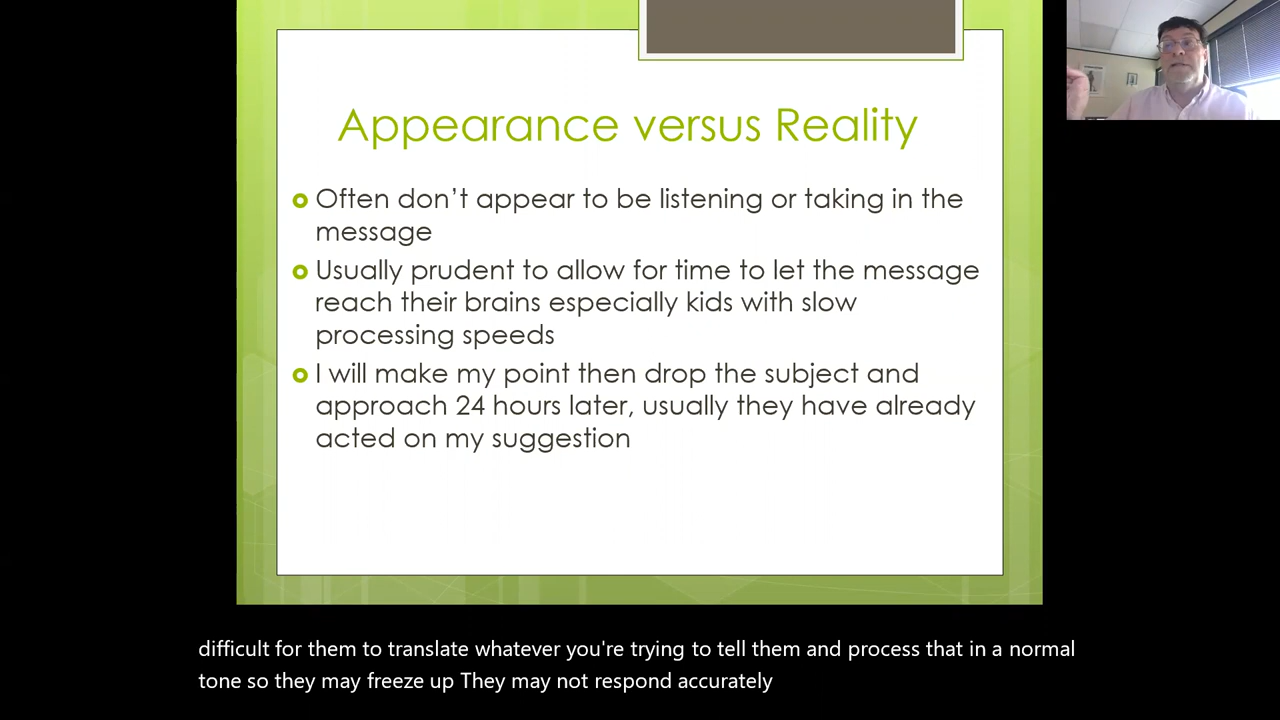 Appearance versus Reality
Often don’t appear to be listening or taking in the
message
Usually prudent to allow for time to let the message
reach their brains especially kids with slow
processing speeds
I will make my point then drop the subject and
approach 24 hours later, usually they have already
acted on my suggestion
difficult for them to translate whatever you're trying to tell them and process that in a normal
tone so they may freeze up They may not respond accurately